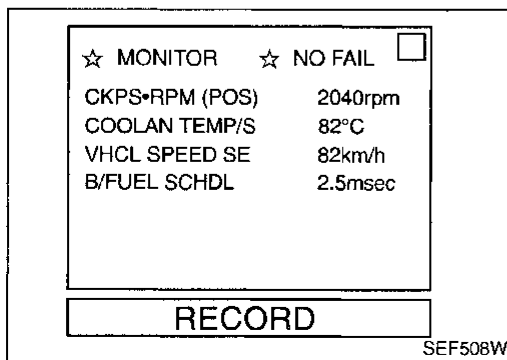 ☆ MONITOR ☆ NO FAIL
CKPS•RPM (POS) 2040rpm
COOLAN TEMP/S 82°C
VHCL SPEED SE 82km/h
B/FUEL SCHDL 2.5msec
RECORD
SEF508W